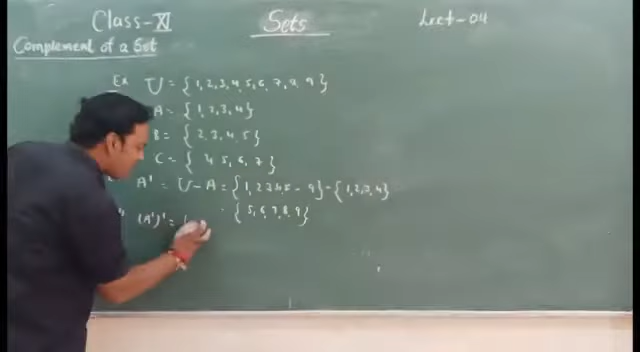 Class-XI Sets Lect-04
Complement of a Set
Ex U = { 1, 2, 3, 4, 5, 6, 7, 8, 9 }
A = { 1, 2, 3, 4 }
B = { 2, 3, 4, 5 }
C = { 4, 5, 6, 7 }
A' = U - A = { 1, 2 3 4 5 - 9 } - { 1, 2, 3, 4 }
{ 5, 6, 7, 8, 9 }
(A')' =